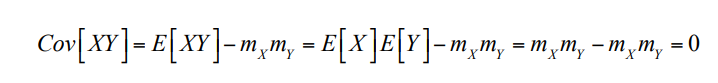 Cov[XY] = E[XY] − m_X m_Y = E[X]E[Y] − m_X m_Y = m_X m_Y − m_X m_Y = 0